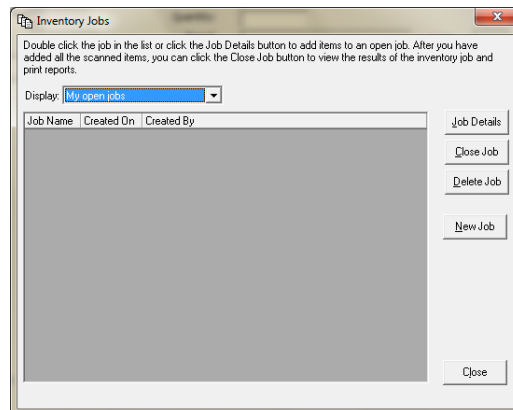 Inventory Jobs
Double click the job in the list or click the Job Details button to add items to an open job. After you have
added all the scanned items, you can click the Close Job button to view the results of the inventory job and
print reports.
Display: My open jobs
Job Name Created On Created By
Job Details
Close Job
Delete Job
New Job
Close